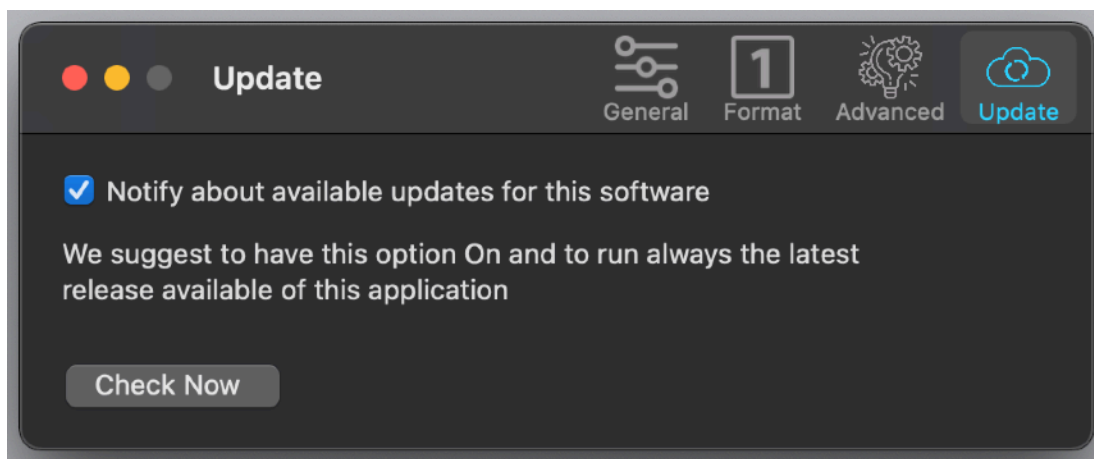 Update
1
General
Format
Advanced
Update
Notify about available updates for this software
We suggest to have this option On and to run always the latest
release available of this application
Check Now